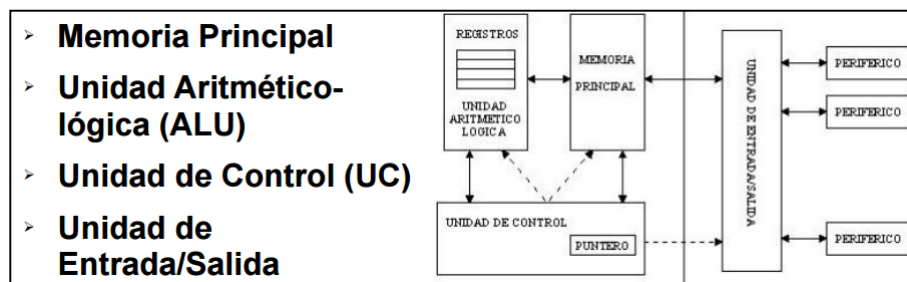 Memoria Principal
Unidad Aritmético-
lógica (ALU)
Unidad de Control (UC)
Unidad de
Entrada/Salida
REGISTROS
UNIDAD
ARITMETICO
LOGICA
MEMORIA
PRINCIPAL
UNIDAD DE CONTROL
PUNTERO
UNIDAD DE ENTRADA/SALIDA
PERIFERICO
PERIFERICO
PERIFERICO